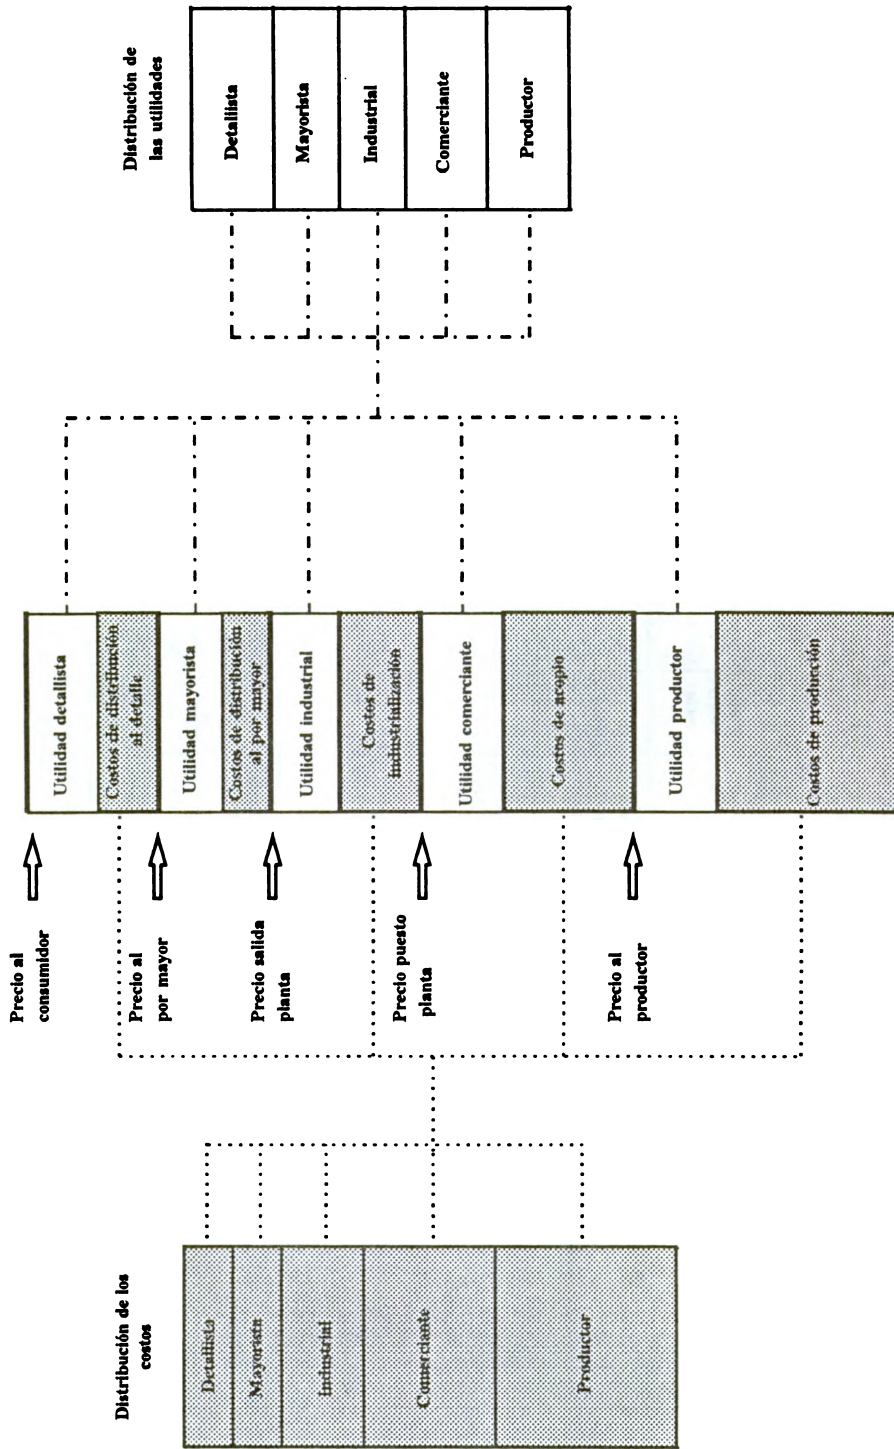 Distribución de los
costos
Detallista
Mayorista
Industrial
Comerciante
Productor
Precio al
consumidor
Precio al
por mayor
Precio salida
planta
Precio puesto
planta
Precio al
productor
Utilidad detallista
Costos de distribución
al detalle
Utilidad mayorista
Costos de distribución
al por mayor
Utilidad industrial
Costos de
industrialización
Utilidad comerciante
Costos de acopio
Utilidad productor
Costos de producción
Distribución de
las utilidades
Detallista
Mayorista
Industrial
Comerciante
Productor